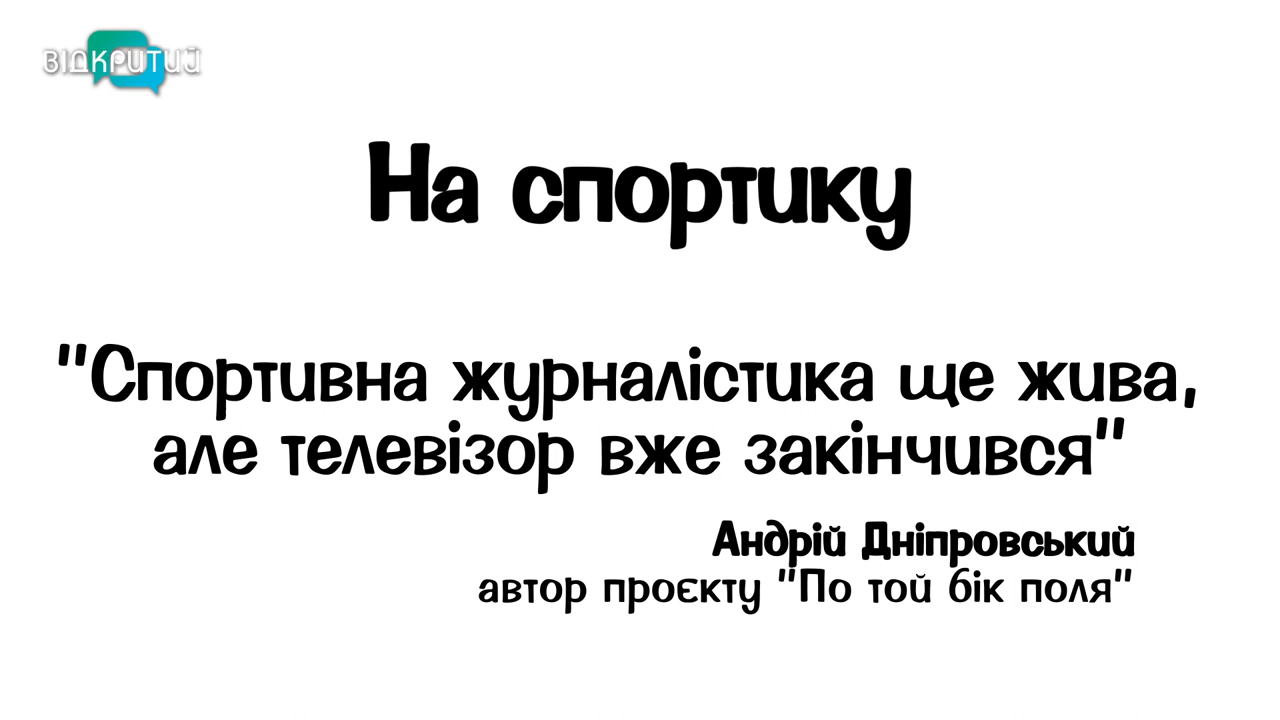 ВІДКРИТИЙ
На спортику
"Спортивна журналістика ще жива,
але телевізор вже закінчився"
Андрій Дніпровський
автор проєкту "По той бік поля"